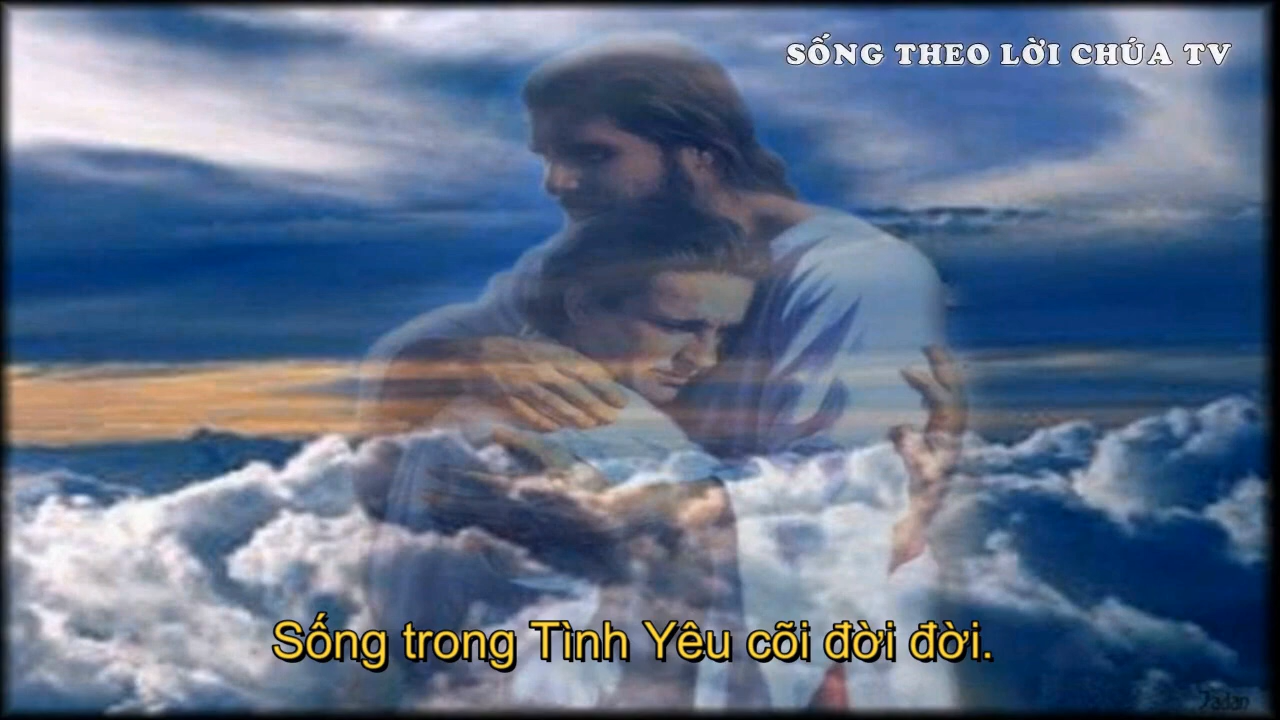 SỐNG THEO LỜI CHÚA TV
Sống trong Tình Yêu cõi đời đời.